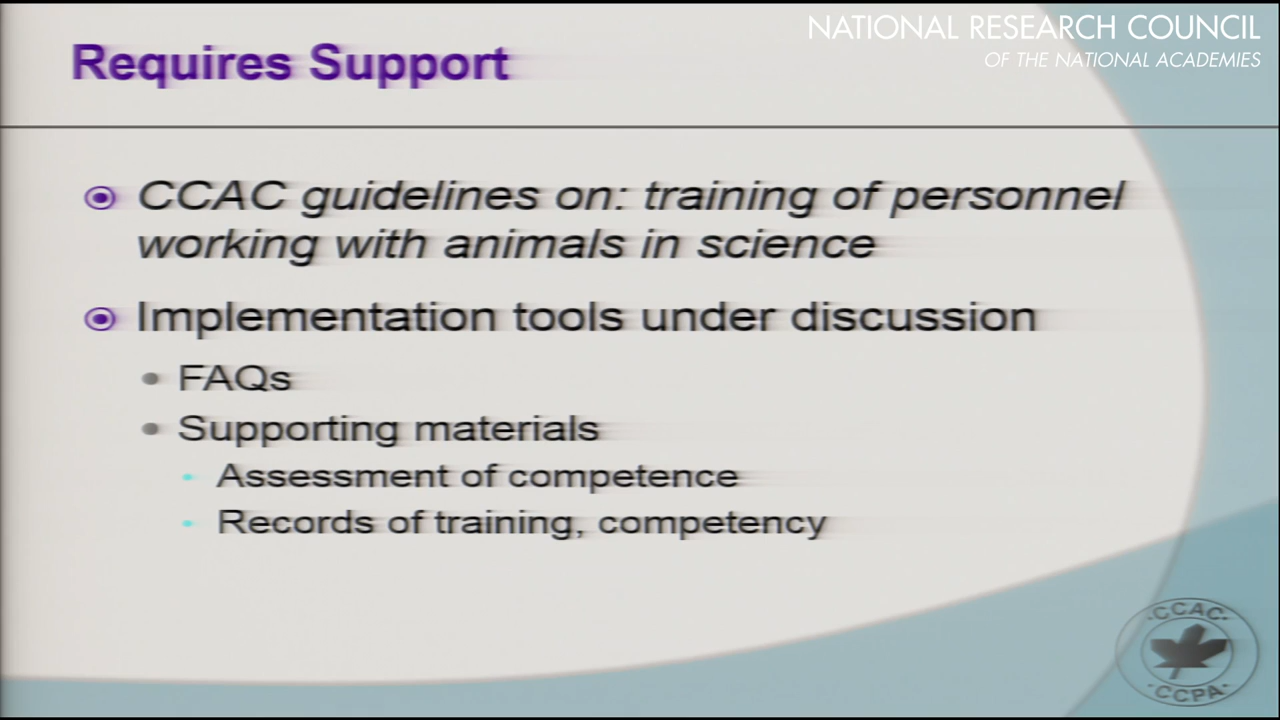 NATIONAL RESEARCH COUNCIL
OF THE NATIONAL ACADEMIES
Requires Support
CCAC guidelines on: training of personnel
working with animals in science
Implementation tools under discussion
FAQs
Supporting materials
Assessment of competence
Records of training, competency
CCAC
CCPA